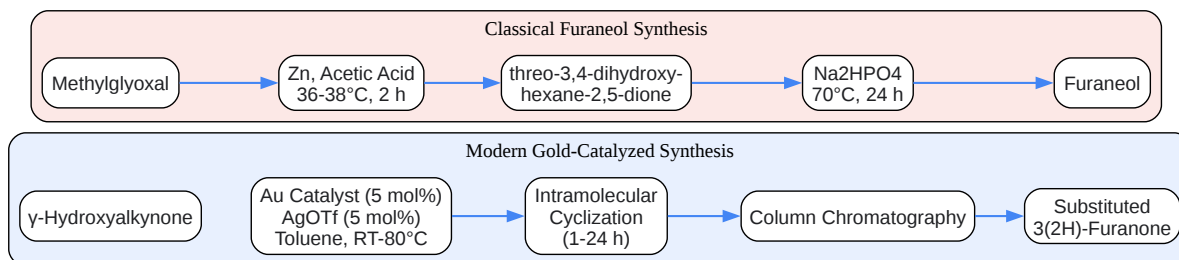 Classical Furaneol Synthesis
Methylglyoxal
Zn, Acetic Acid
36-38°C, 2 h
threo-3,4-dihydroxy-
hexane-2,5-dione
Na2HPO4
70°C, 24 h
Furaneol
Modern Gold-Catalyzed Synthesis
γ-Hydroxyalkynone
Au Catalyst (5 mol%)
AgOTf (5 mol%)
Toluene, RT-80°C
Intramolecular
Cyclization
(1-24 h)
Column Chromatography
Substituted
3(2H)-Furanone